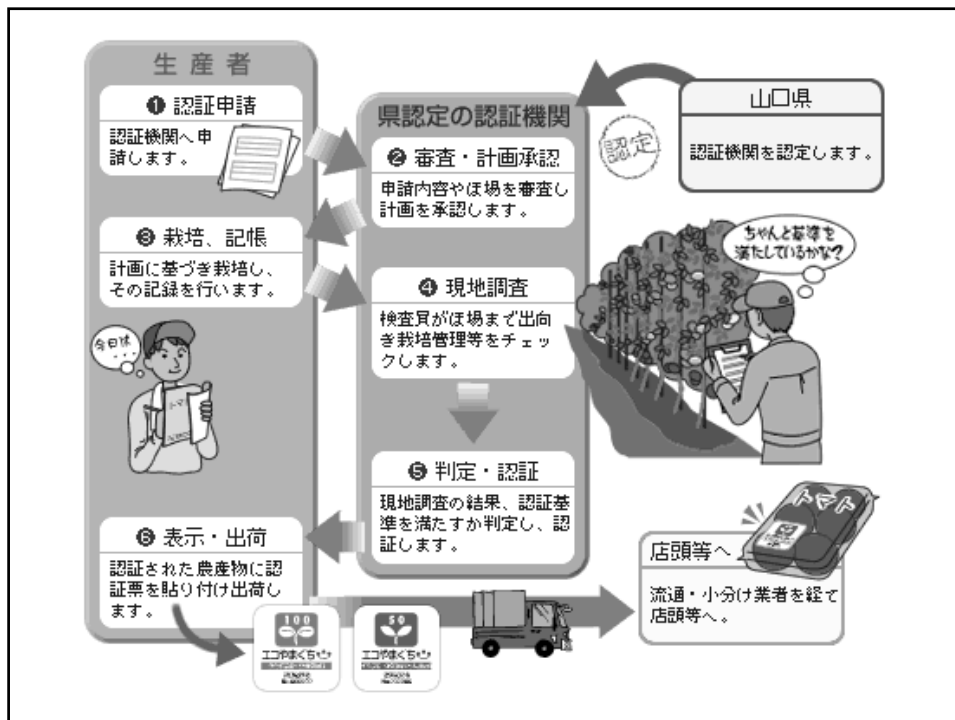 生産者
❶ 認証申請
認証機関へ申
請します。
県認定の認証機関
❷ 審査・計画承認
申請内容やほ場を審査し
計画を承認します。
認定
山口県
認証機関を認定します。
❸ 栽培、記帳
計画に基づき栽培し、
その記録を行います。
今日は
・・・
トマト
❹ 現地調査
検査員がほ場まで出向
き栽培管理等をチェッ
クします。
ちゃんと基準を
満たしているかな?
❺ 判定・認証
現地調査の結果、認証基
準を満たすか判定し、認
証します。
❻ 表示・出荷
認証された農産物に認
証票を貼り付け出荷し
ます。
100
エコやまぐち
50
エコやまぐち
トマト
店頭等へ
流通・小分け業者を経て
店頭等へ。